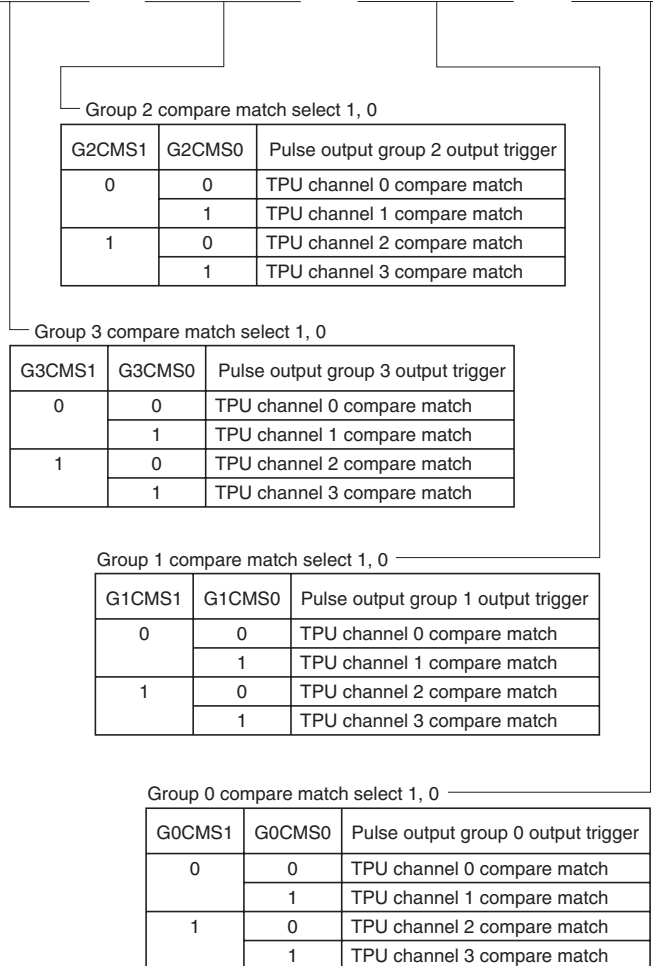 Group 2 compare match select 1, 0
G2CMS1 G2CMS0 Pulse output group 2 output trigger
0 0 TPU channel 0 compare match
1 TPU channel 1 compare match
1 0 TPU channel 2 compare match
1 TPU channel 3 compare match
Group 3 compare match select 1, 0
G3CMS1 G3CMS0 Pulse output group 3 output trigger
0 0 TPU channel 0 compare match
1 TPU channel 1 compare match
1 0 TPU channel 2 compare match
1 TPU channel 3 compare match
Group 1 compare match select 1, 0
G1CMS1 G1CMS0 Pulse output group 1 output trigger
0 0 TPU channel 0 compare match
1 TPU channel 1 compare match
1 0 TPU channel 2 compare match
1 TPU channel 3 compare match
Group 0 compare match select 1, 0
G0CMS1 G0CMS0 Pulse output group 0 output trigger
0 0 TPU channel 0 compare match
1 TPU channel 1 compare match
1 0 TPU channel 2 compare match
1 TPU channel 3 compare match